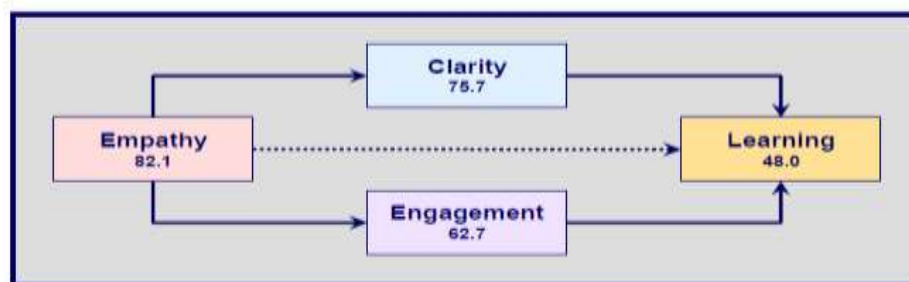 Clarity
75.7
Empathy
82.1
Learning
48.0
Engagement
62.7